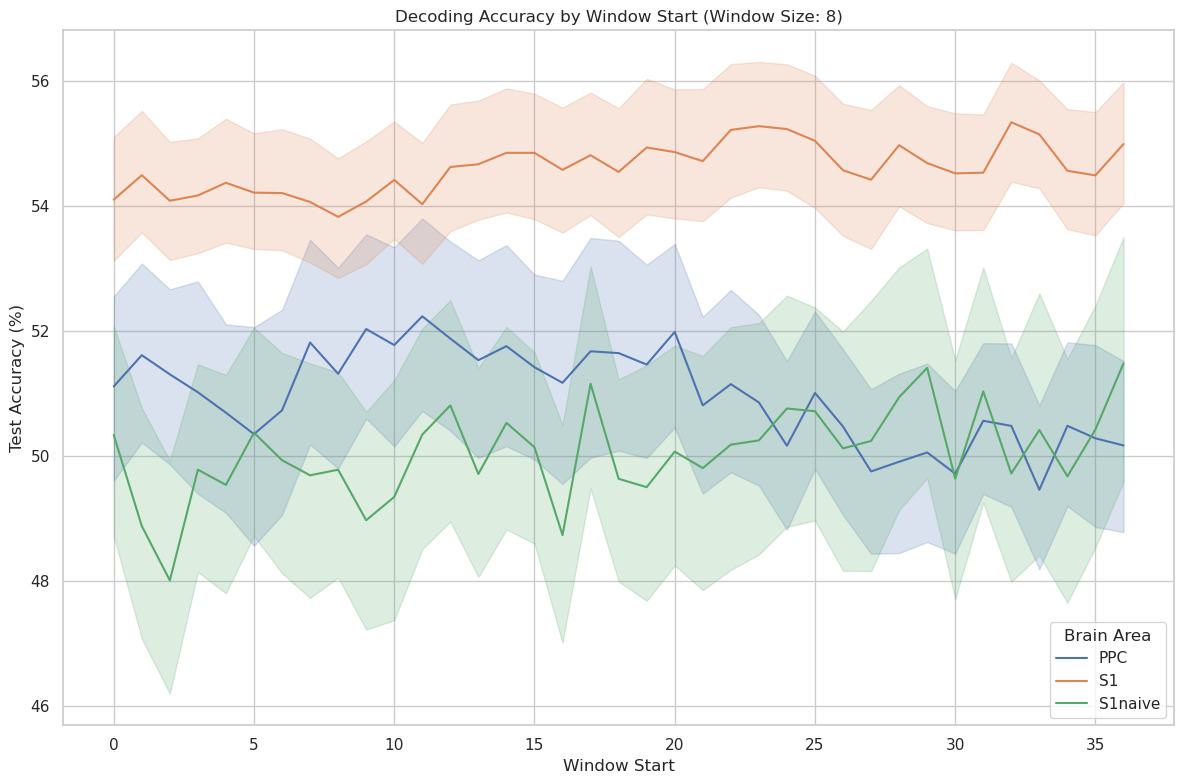 Decoding Accuracy by Window Start (Window Size: 8)
Test Accuracy (%)
56
54
52
50
48
46
0 5 10 15 20 25 30 35
Window Start
Brain Area
PPC
S1
S1naive